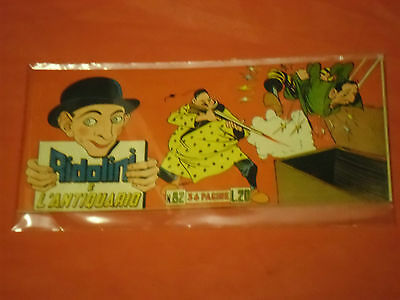 Ridolini
E
L'ANTIQUARIO
N.82 36 PAGINE L.20